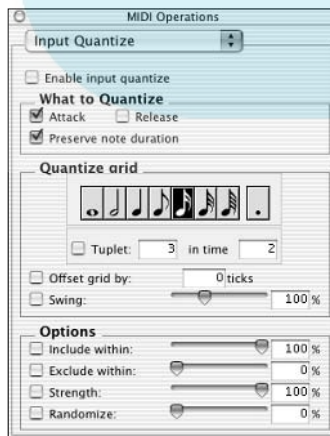 MIDI Operations
Input Quantize
Enable input quantize
What to Quantize
Attack Release
Preserve note duration
Quantize grid
Tuplet: 3 in time 2
Offset grid by: 0 ticks
Swing: 100 %
Options
Include within: 100 %
Exclude within: 0 %
Strength: 100 %
Randomize: 0 %